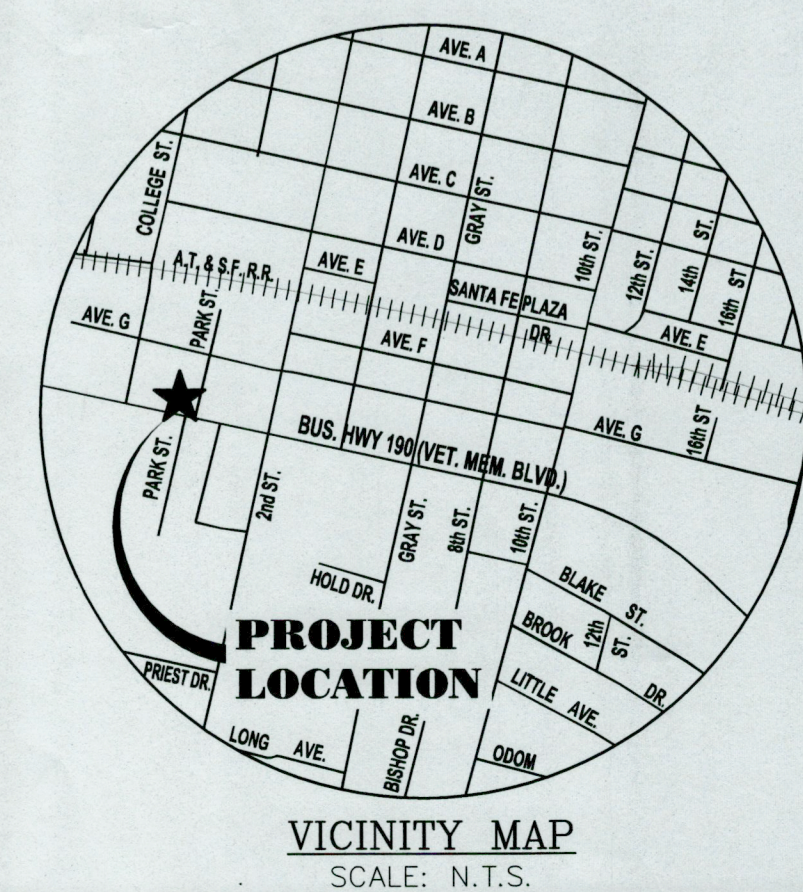 AVE. A
AVE. B
COLLEGE ST.
AVE. C
GRAY ST.
AVE. D
10th ST.
12th ST.
14th ST.
16th ST
A.T. & S.F. R.R.
AVE. E
SANTA FE PLAZA
DR.
PARK ST.
AVE. G
AVE. F
AVE. E
BUS. HWY 190 (VET. MEM. BLVD.)
AVE. G
16th ST
PARK ST.
2nd ST.
GRAY ST.
8th ST.
10th ST.
HOLD DR.
BLAKE ST.
BROOK DR.
12th ST.
PROJECT
LOCATION
PRIEST DR.
LITTLE AVE.
LONG AVE.
BISHOP DR.
ODOM
VICINITY MAP
SCALE: N.T.S.